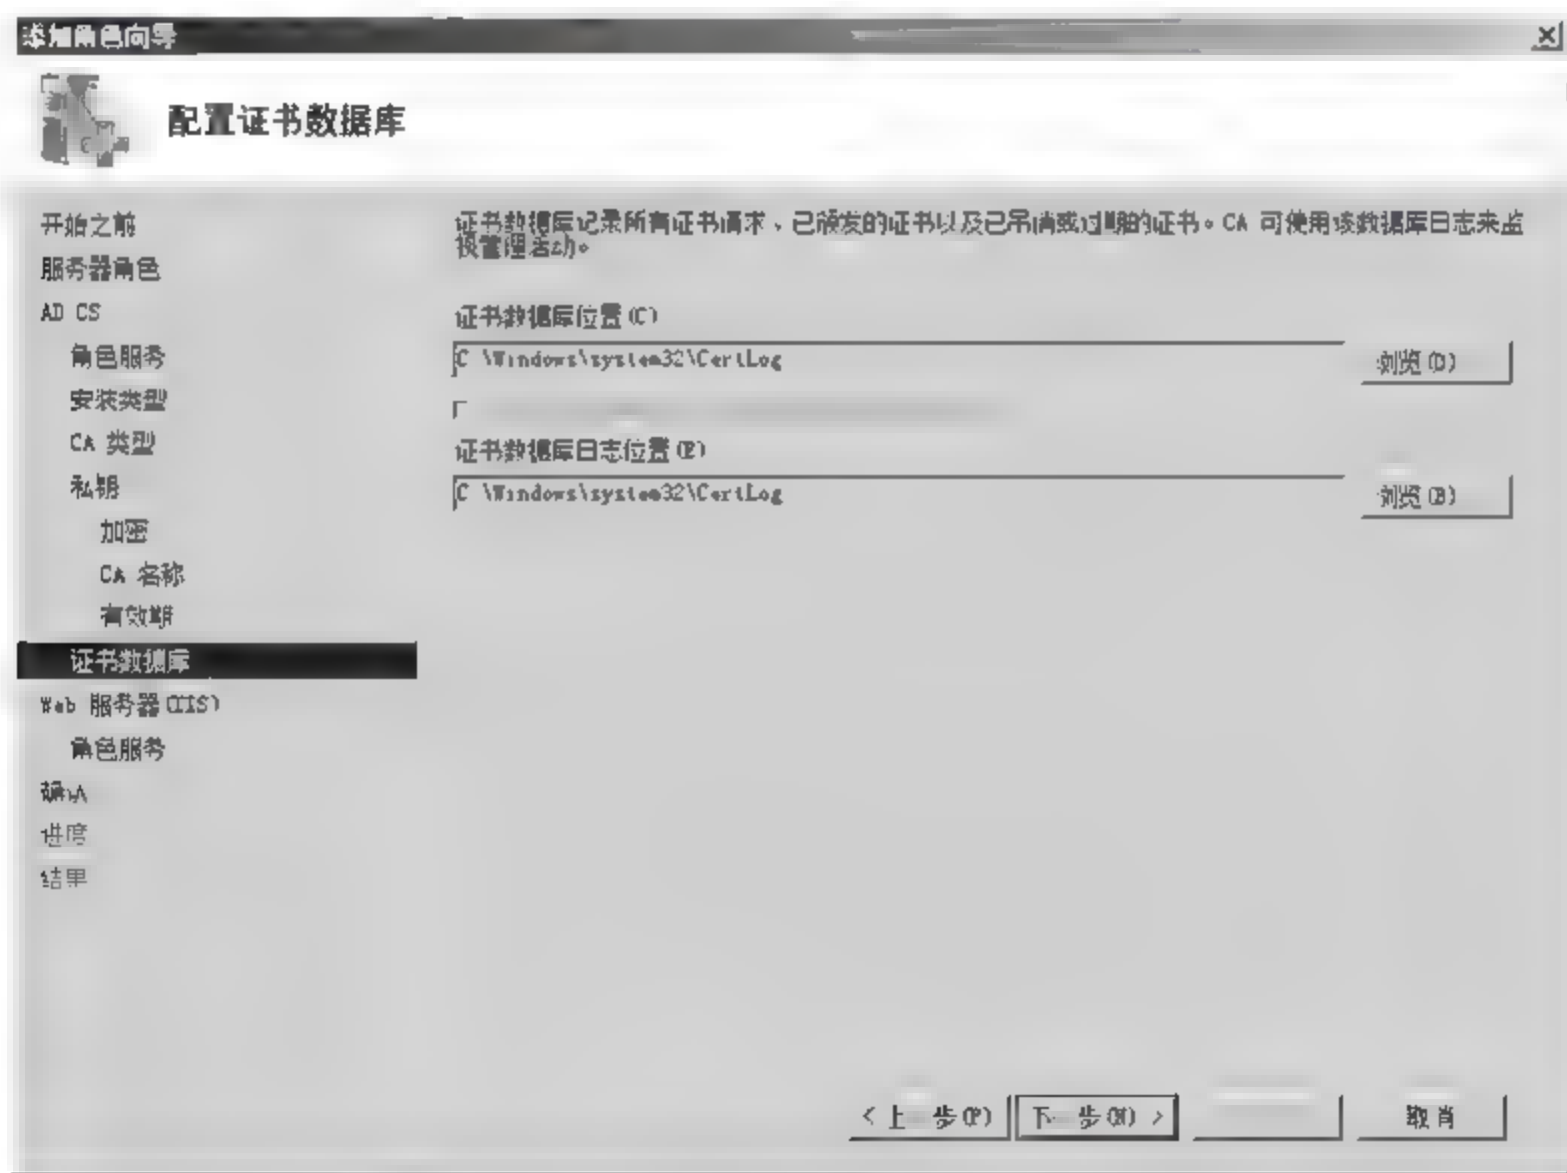 添加角色向导
配置证书数据库
开始之前
服务器角色
AD CS
角色服务
安装类型
CA 类型
私钥
加密
CA 名称
有效期
证书数据库
Web 服务器(IIS)
角色服务
确认
进度
结果
证书数据库记录所有证书请求、已颁发的证书以及已吊销或过期的证书。CA 可使用该数据库日志来监
视管理活动。
证书数据库位置(C)
C \Windows\system32\CertLog
浏览(O)
证书数据库日志位置(E)
C \Windows\system32\CertLog
浏览(B)
< 上一步(P)
下一步(N) >
取消